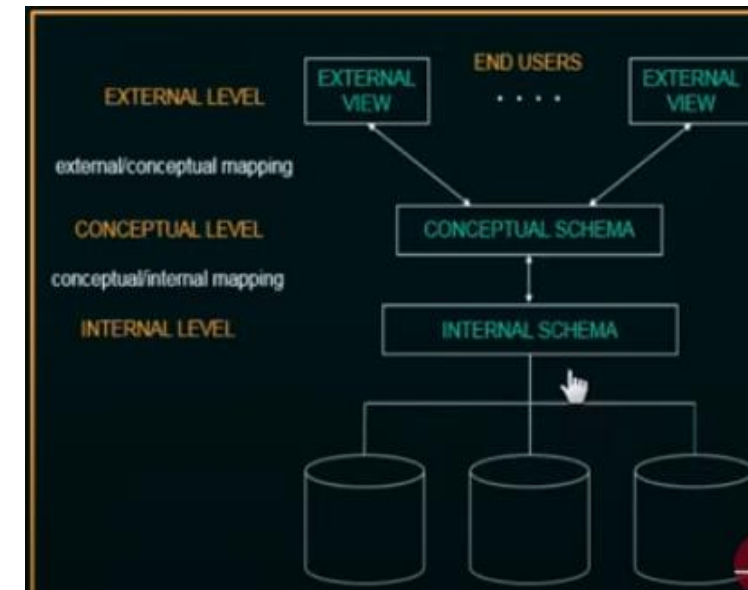 END USERS
EXTERNAL LEVEL
EXTERNAL
VIEW
. . . .
EXTERNAL
VIEW
external/conceptual mapping
CONCEPTUAL LEVEL
CONCEPTUAL SCHEMA
conceptual/internal mapping
INTERNAL LEVEL
INTERNAL SCHEMA